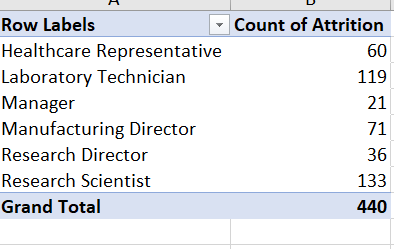 A B
Row Labels Count of Attrition
Healthcare Representative 60
Laboratory Technician 119
Manager 21
Manufacturing Director 71
Research Director 36
Research Scientist 133
Grand Total 440